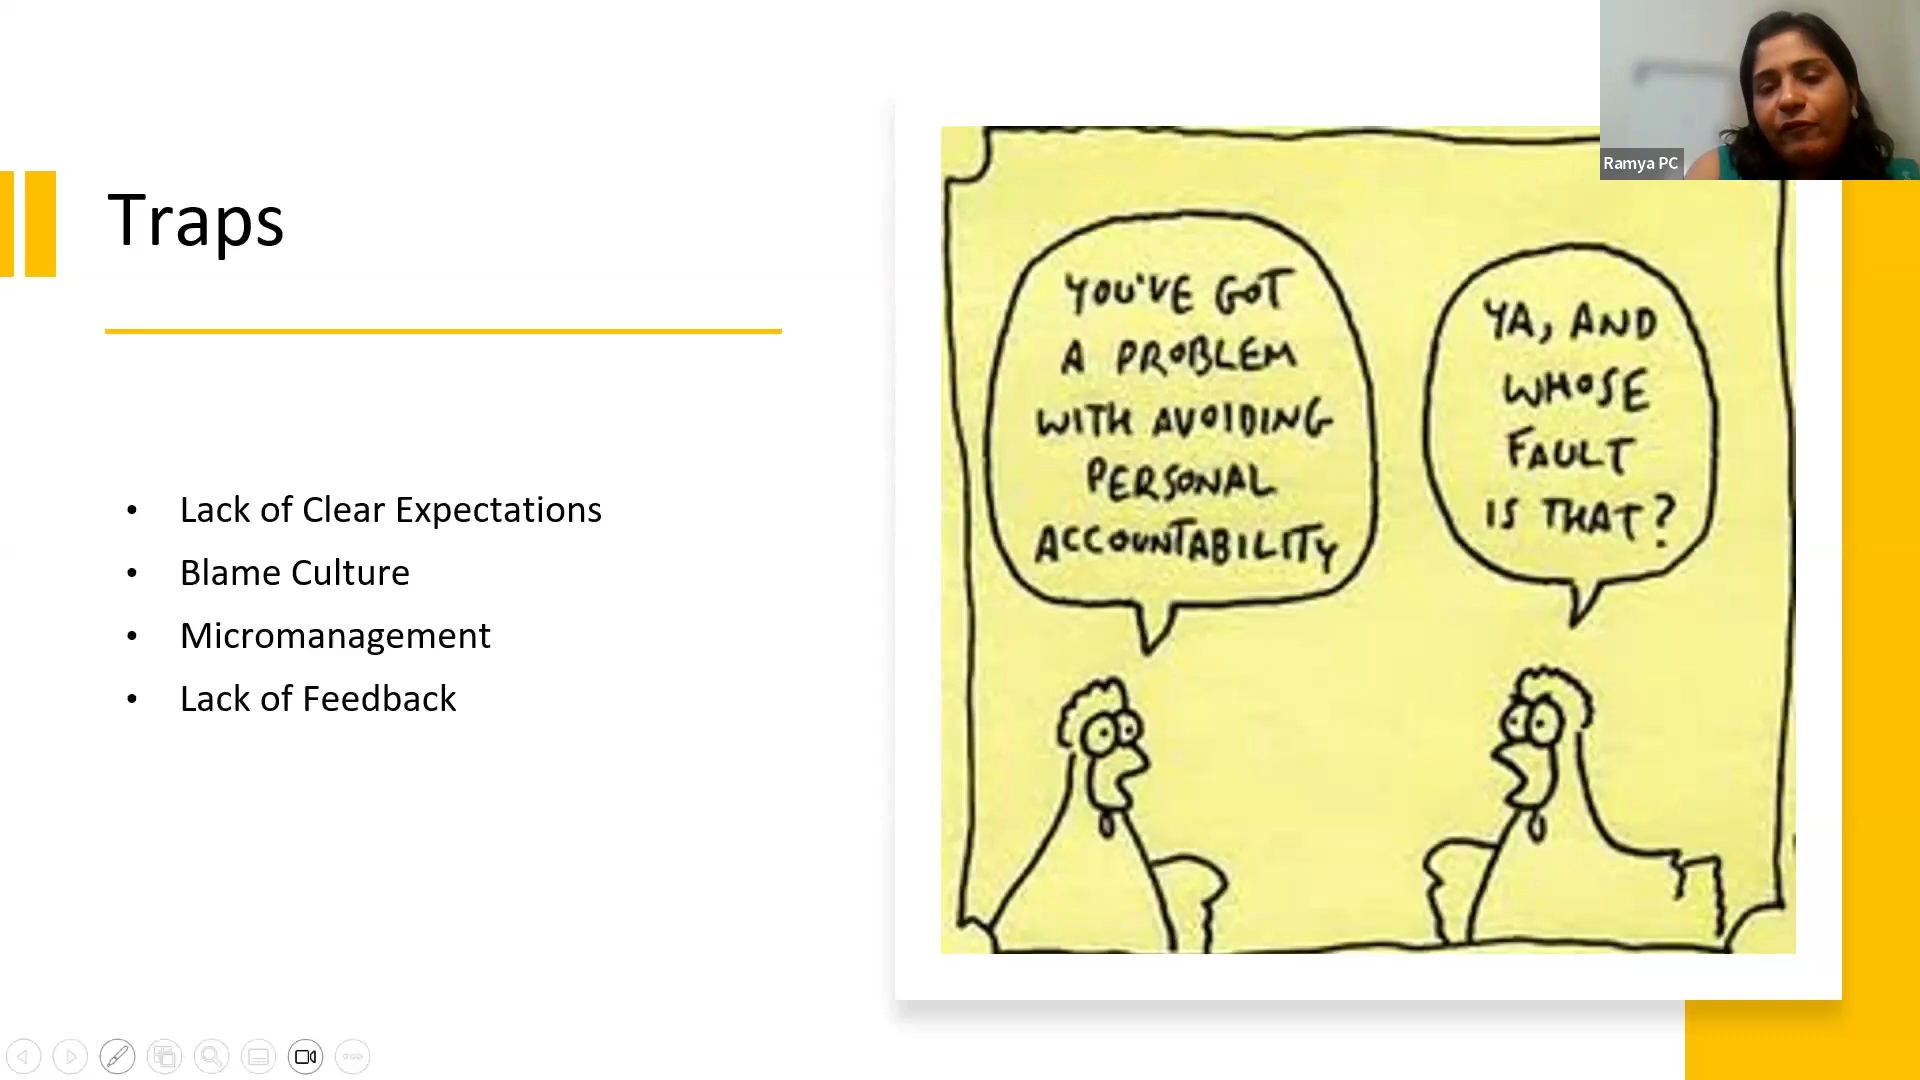 Traps
• Lack of Clear Expectations
• Blame Culture
• Micromanagement
• Lack of Feedback
YOU'VE GOT
A PROBLEM
WITH AVOIDING
PERSONAL
ACCOUNTABILITY
YA, AND
WHOSE
FAULT
IS THAT?
Ramya PC